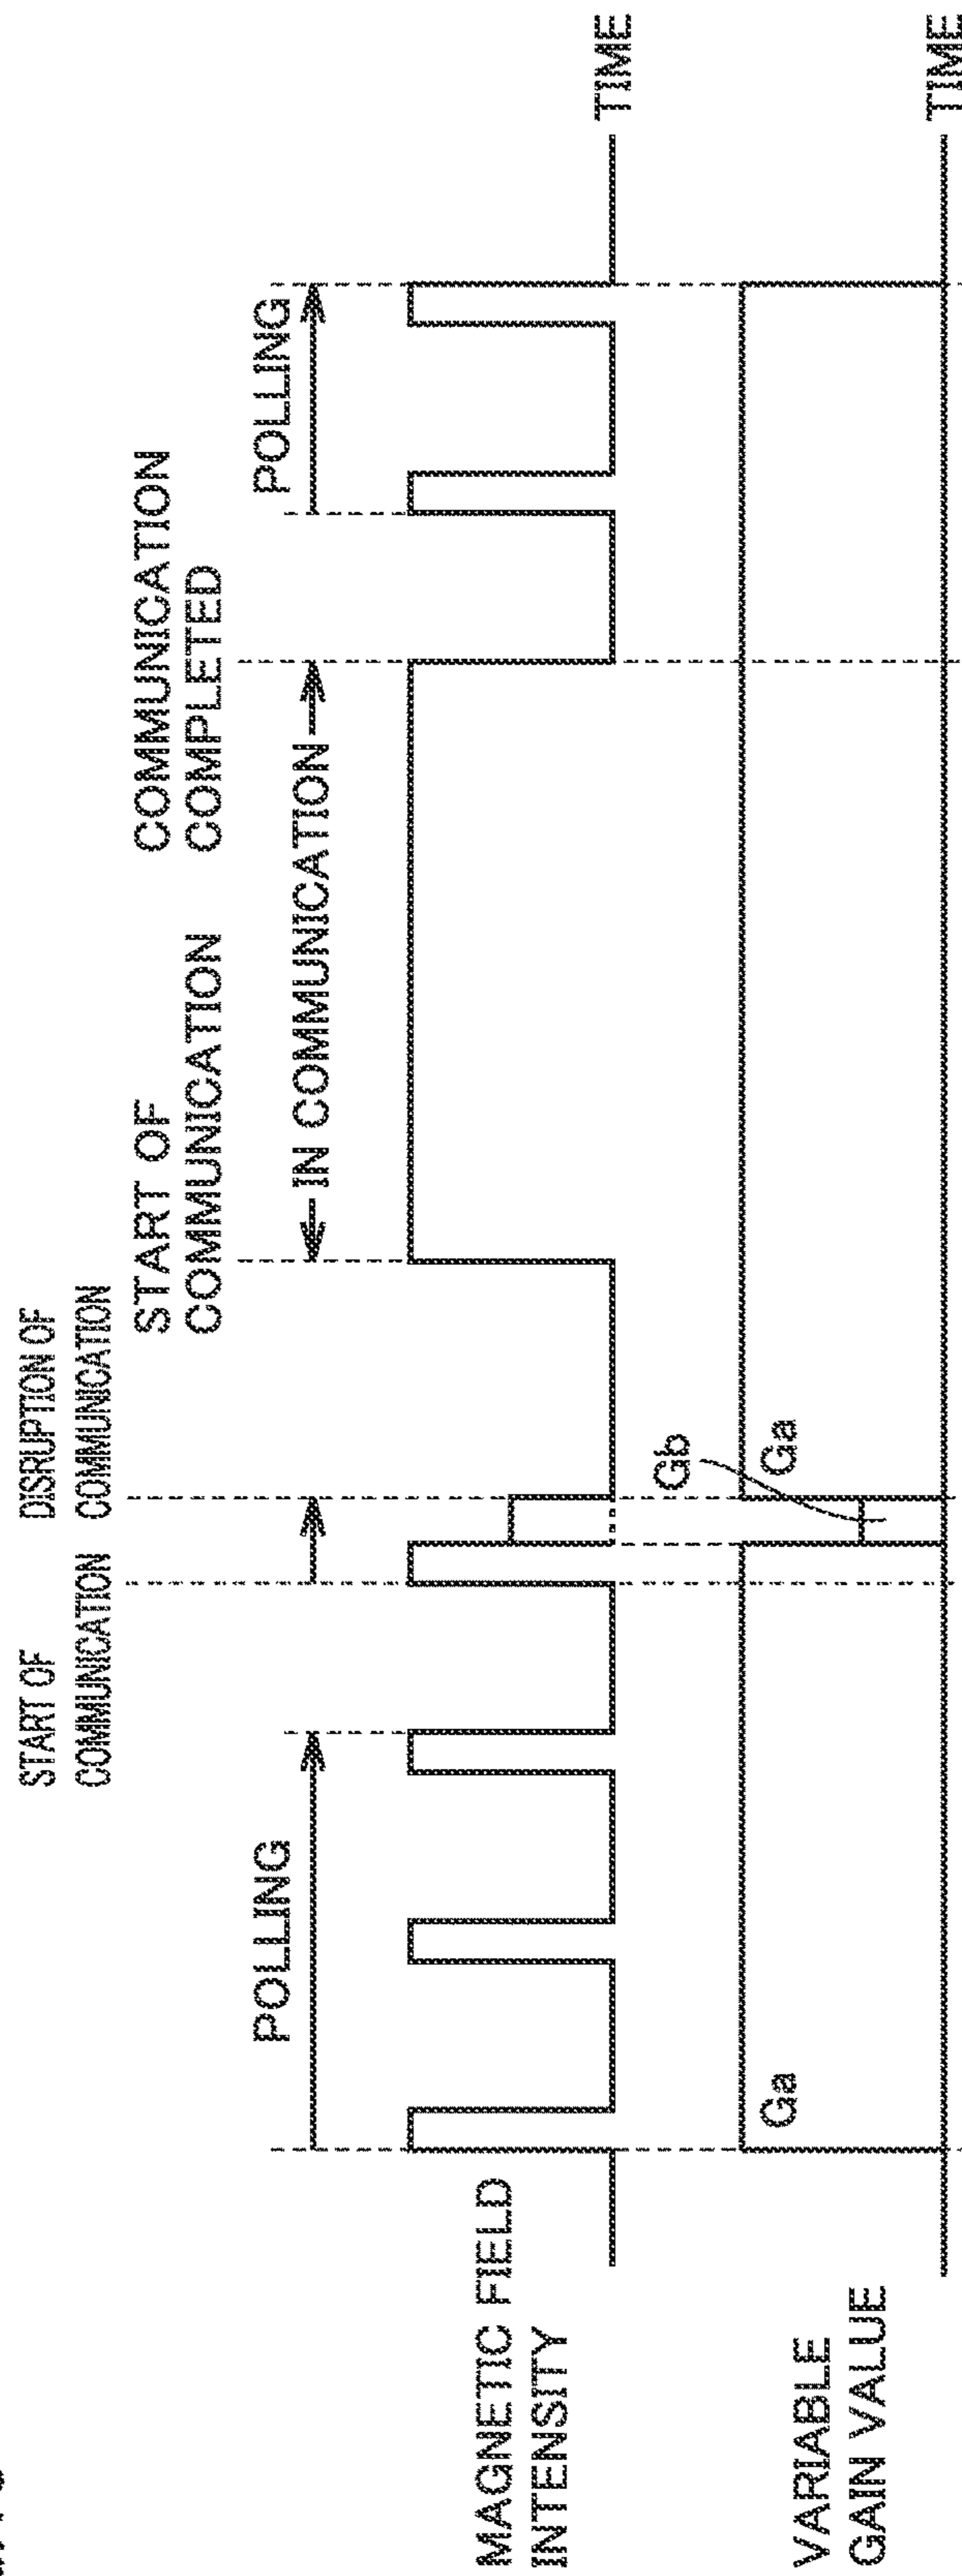 START OF
COMMUNICATION
DISRUPTION OF
COMMUNICATION
START OF
COMMUNICATION
COMMUNICATION
COMPLETED
POLLING
IN COMMUNICATION
POLLING
MAGNETIC FIELD
INTENSITY
TIME
Gb
VARIABLE
GAIN VALUE
Ga
Ga
TIME